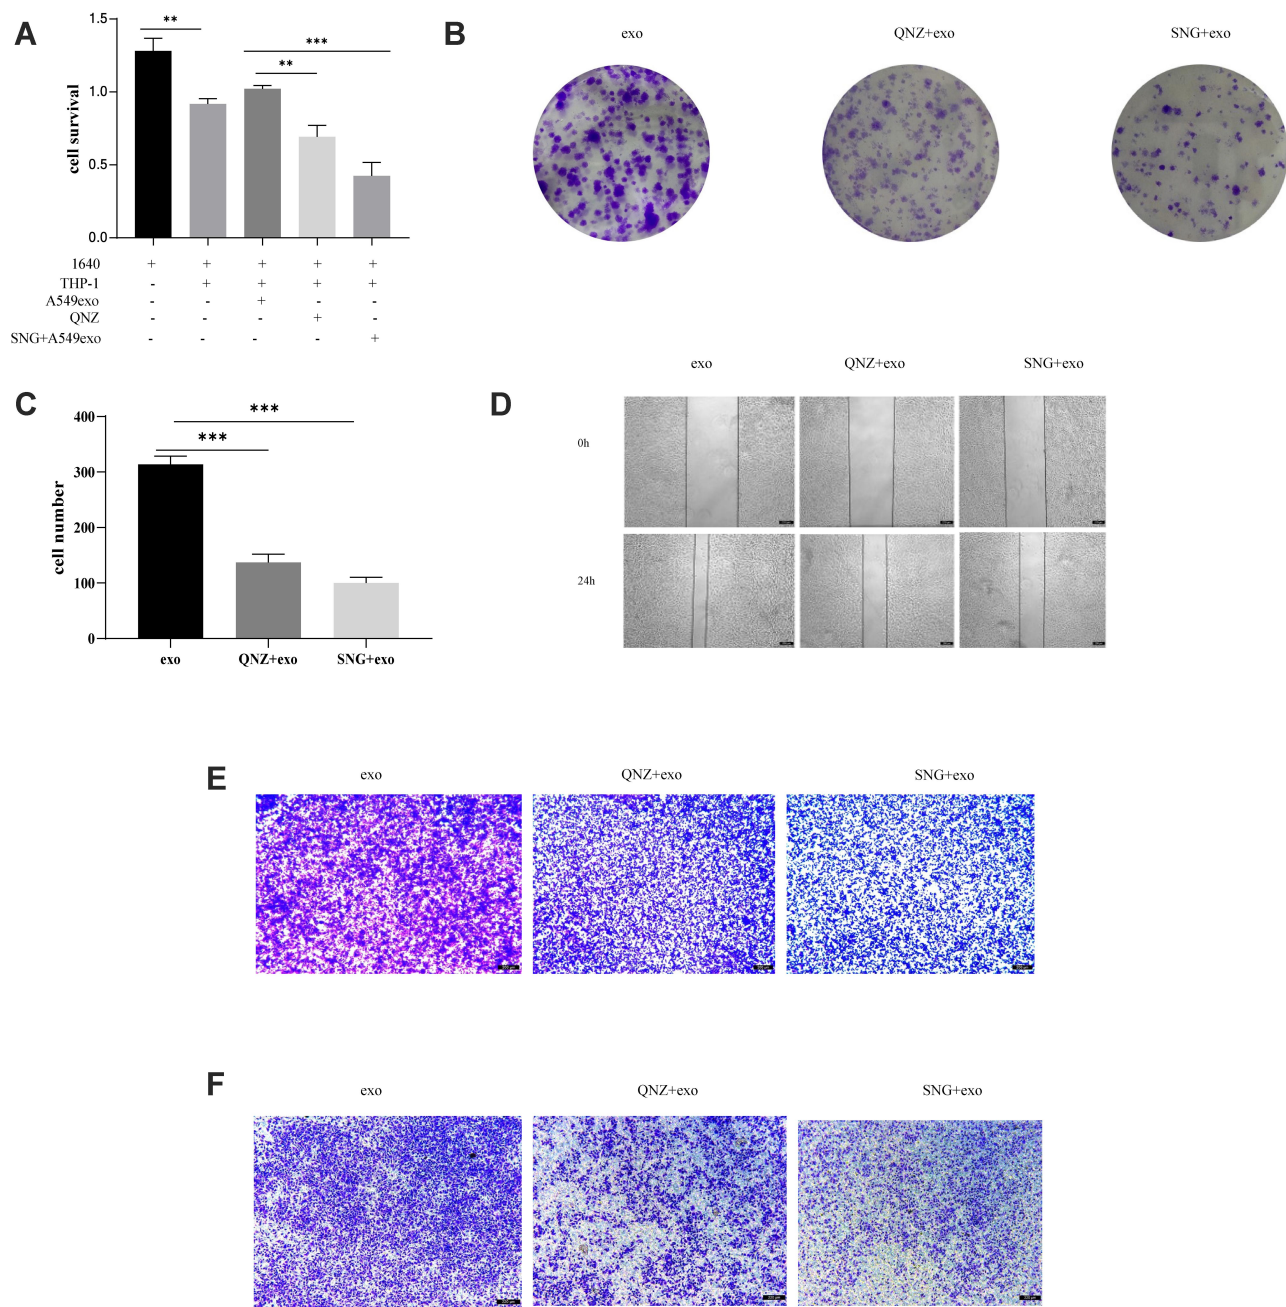 A
1.5
1.0
0.5
0.0
cell survival
**
***
**
1640 + + + + +
THP-1 - + + + +
A549exo - - + - -
QNZ - - - + -
SNG+A549exo - - - - +
B
exo QNZ+exo SNG+exo
C
400
300
200
100
0
cell number
***
***
exo QNZ+exo SNG+exo
D
exo QNZ+exo SNG+exo
0h
24h
E
exo QNZ+exo SNG+exo
F
exo QNZ+exo SNG+exo